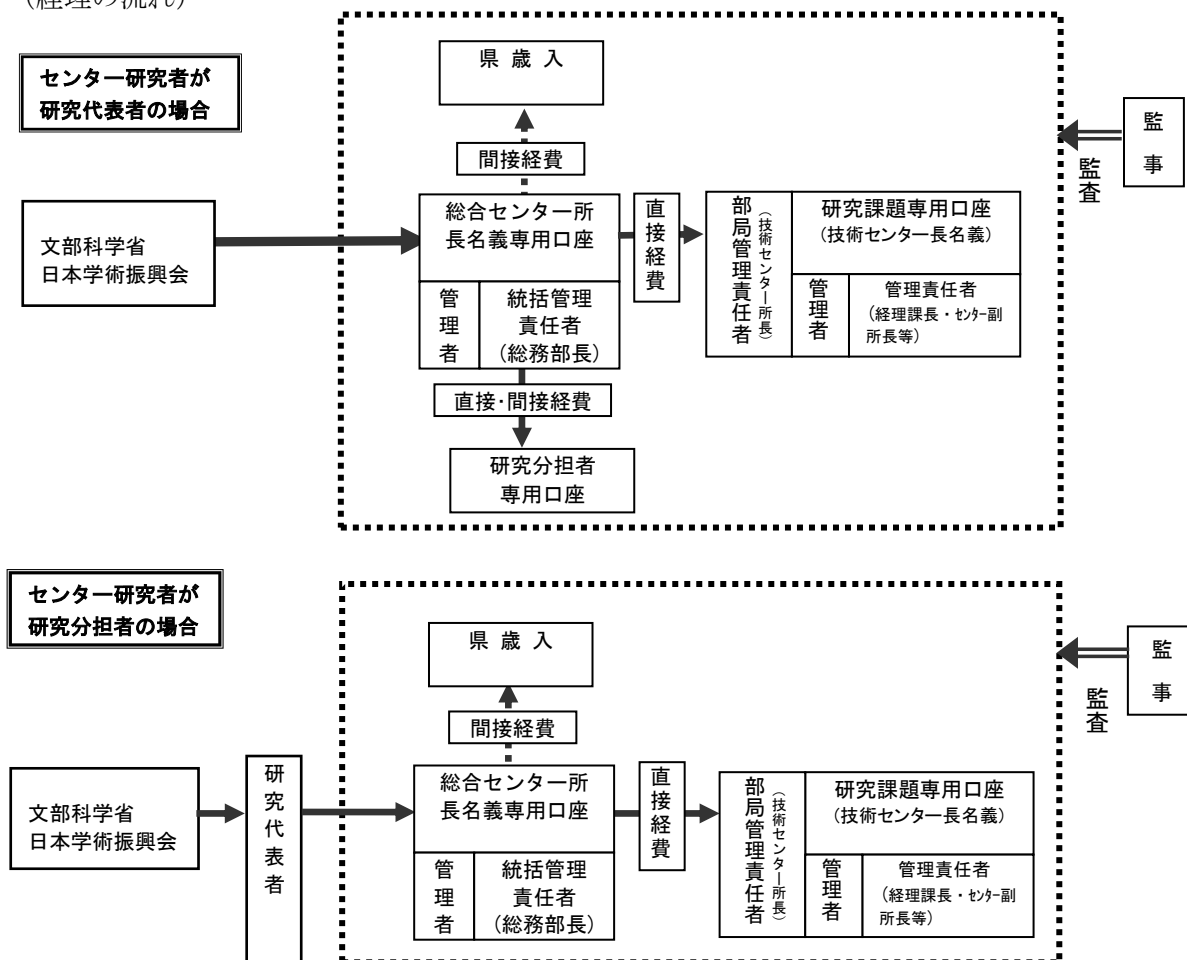 （経理の流れ）
センター研究者が
研究代表者の場合
県 歳 入
間接経費
文部科学省
日本学術振興会
総合センター所
長名義専用口座
管理者
統括管理
責任者
(総務部長)
直接経費
部局管理責任者
（技術センター所長）
研究課題専用口座
(技術センター長名義)
管理者
管理責任者
（経理課長・ｾﾝﾀｰ副
所長等）
直接･間接経費
研究分担者
専用口座
監事
監査
センター研究者が
研究分担者の場合
県 歳 入
間接経費
文部科学省
日本学術振興会
研究代表者
総合センター所
長名義専用口座
管理者
統括管理
責任者
(総務部長)
直接経費
部局管理責任者
（技術センター所長）
研究課題専用口座
(技術センター長名義)
管理者
管理責任者
（経理課長・ｾﾝﾀｰ副
所長等）
監事
監査